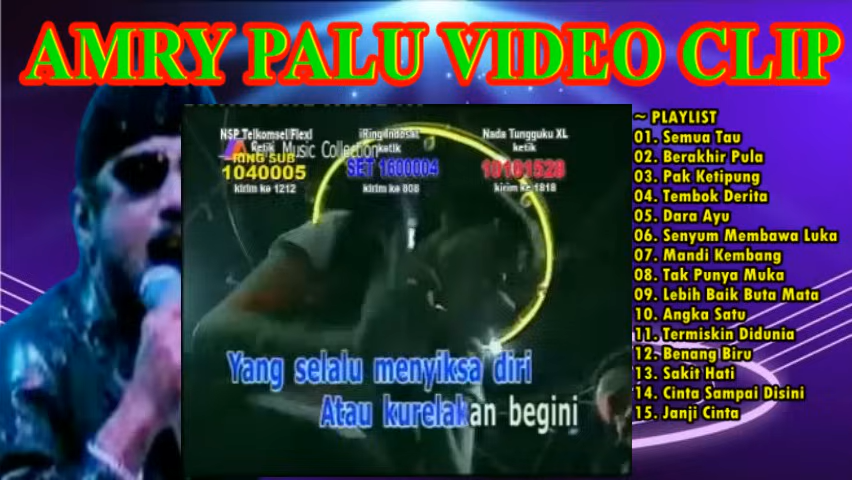 AMRY PALU VIDEO CLIP
NSP Telkomsel/Flexi
Ketik
RING SUB
1040005
kirim ke 1212
iRing Indosat
ketik
SET 1600004
kirim ke 808
Nada Tungguku XL
ketik
10101528
kirim ke 1818
Music Collection
Yang selalu menyiksa diri
Atau kurelakan begini
~ PLAYLIST
01. Semua Tau
02. Berakhir Pula
03. Pak Ketipung
04. Tembok Derita
05. Dara Ayu
06. Senyum Membawa Luka
07. Mandi Kembang
08. Tak Punya Muka
09. Lebih Baik Buta Mata
10. Angka Satu
11. Termiskin Didunia
12. Benang Biru
13. Sakit Hati
14. Cinta Sampai Disini
15. Janji Cinta